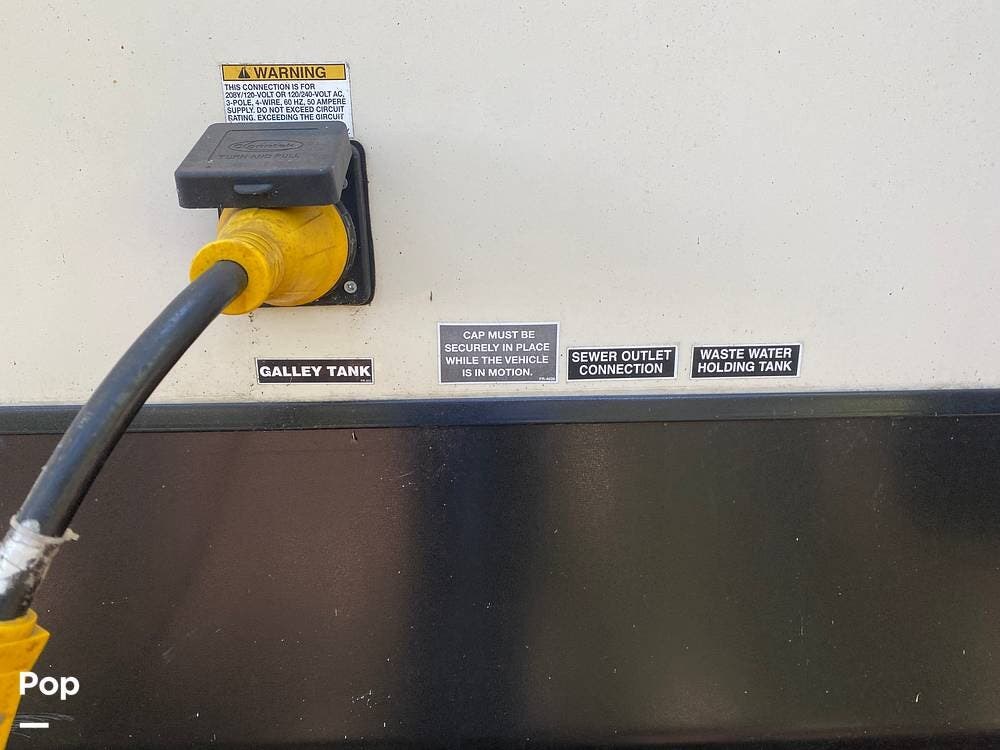 WARNING
THIS CONNECTION IS FOR
208Y/120-VOLT OR 120/240-VOLT AC,
3-POLE, 4-WIRE, 60 HZ, 50 AMPERE
SUPPLY. DO NOT EXCEED CIRCUIT
RATING. EXCEEDING THE CIRCUIT
TURN AND PULL
CAP MUST BE
SECURELY IN PLACE
WHILE THE VEHICLE
IS IN MOTION.
GALLEY TANK
SEWER OUTLET
CONNECTION
WASTE WATER
HOLDING TANK
Pop